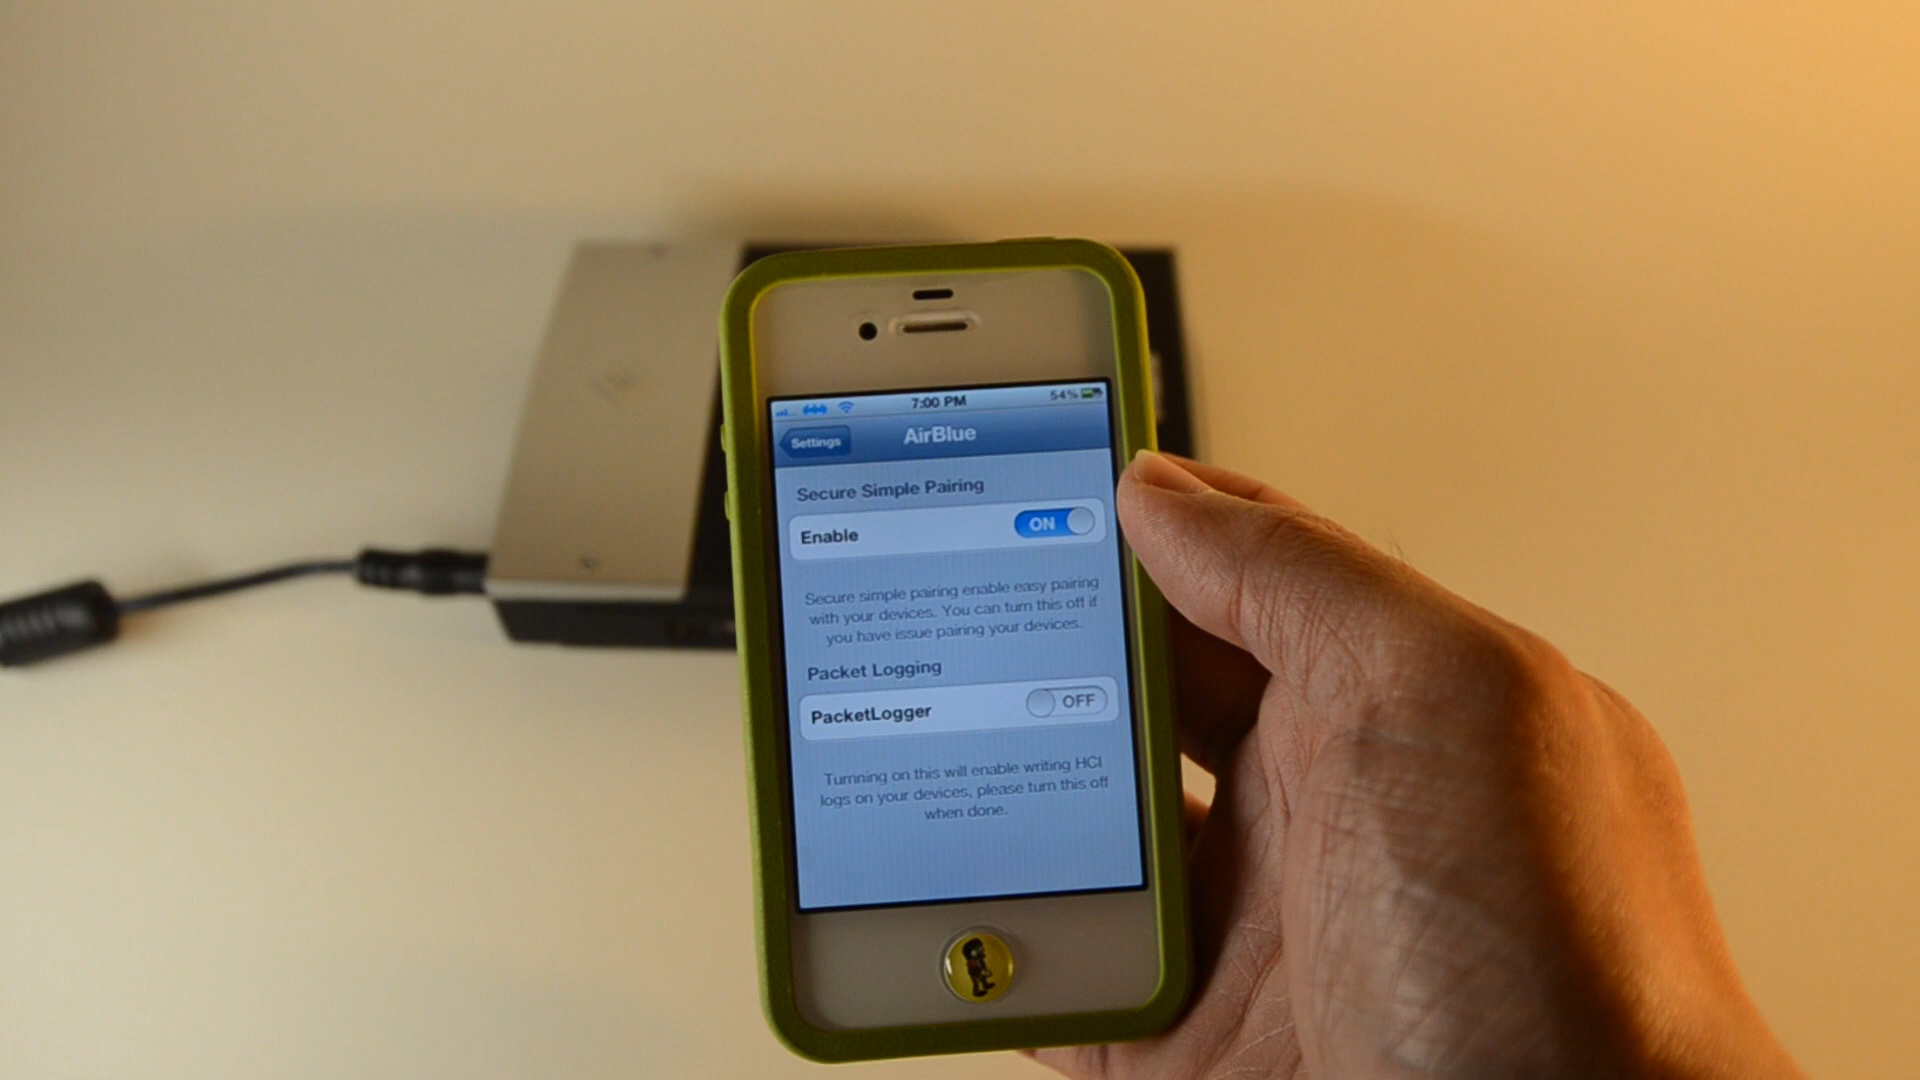 7:00 PM 54%
Settings AirBlue
Secure Simple Pairing
Enable ON
Secure simple pairing enable easy pairing
with your devices. You can turn this off if
you have issue pairing your devices.
Packet Logging
PacketLogger OFF
Turnning on this will enable writing HCI
logs on your devices, please turn this off
when done.